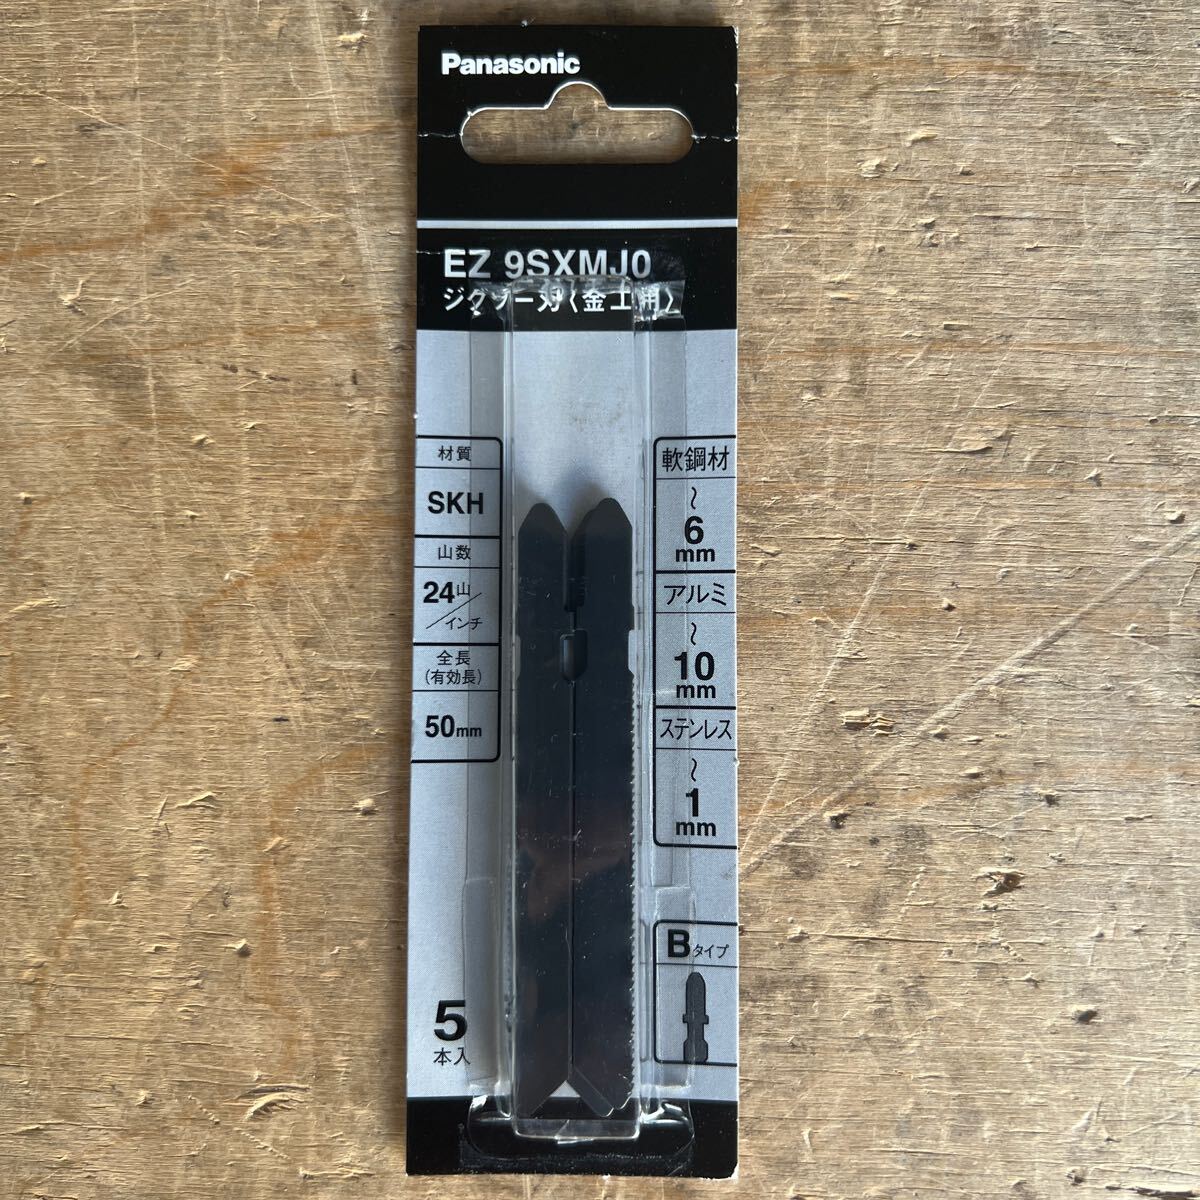 Panasonic
EZ 9SXMJ0
ジグソー刃〈金工用〉
材質
SKH
山数
24山／インチ
全長
(有効長)
50mm
5
本入
軟鋼材
～
6
mm
アルミ
～
10
mm
ステンレス
～
1
mm
Bタイプ